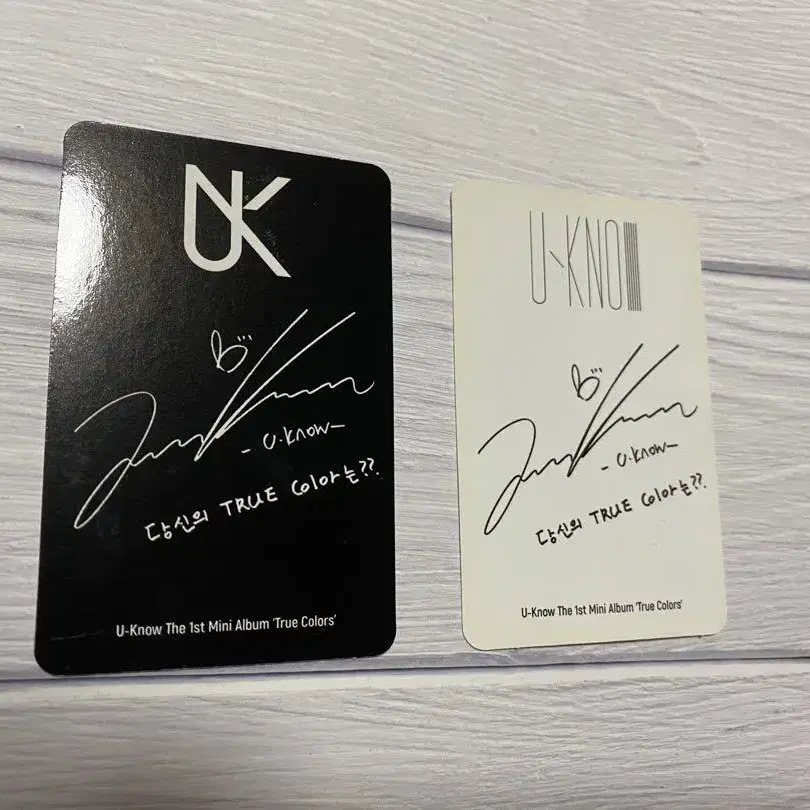 UK
- U.Know -
당신의 TRUE Colors는??
U-Know The 1st Mini Album 'True Colors'
U-KNO
- U.Know -
당신의 TRUE Colors는??
U-Know The 1st Mini Album 'True Colors'